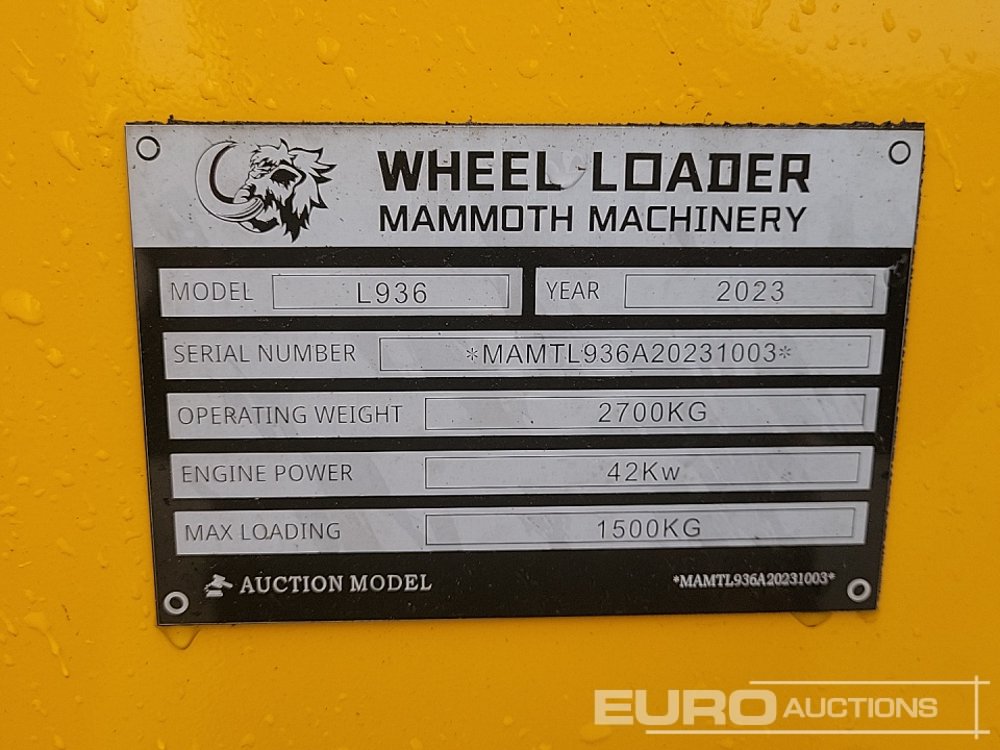 WHEEL LOADER
MAMMOTH MACHINERY
MODEL L936 YEAR 2023
SERIAL NUMBER *MAMTL936A20231003*
OPERATING WEIGHT 2700KG
ENGINE POWER 42Kw
MAX LOADING 1500KG
AUCTION MODEL *MAMTL936A20231003*
EURO AUCTIONS